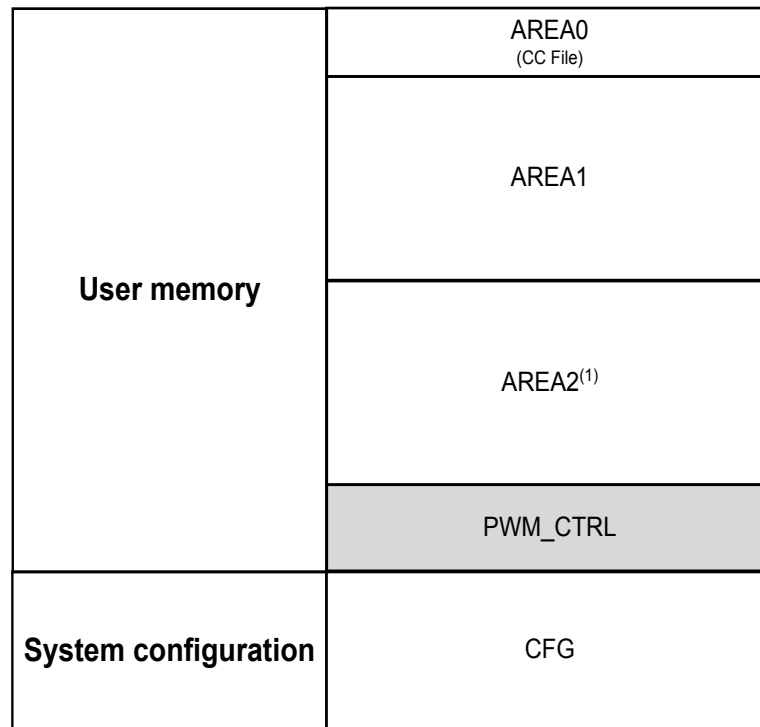 AREA0
(CC File)
AREA1
User memory
AREA2(1)
PWM_CTRL
System configuration
CFG